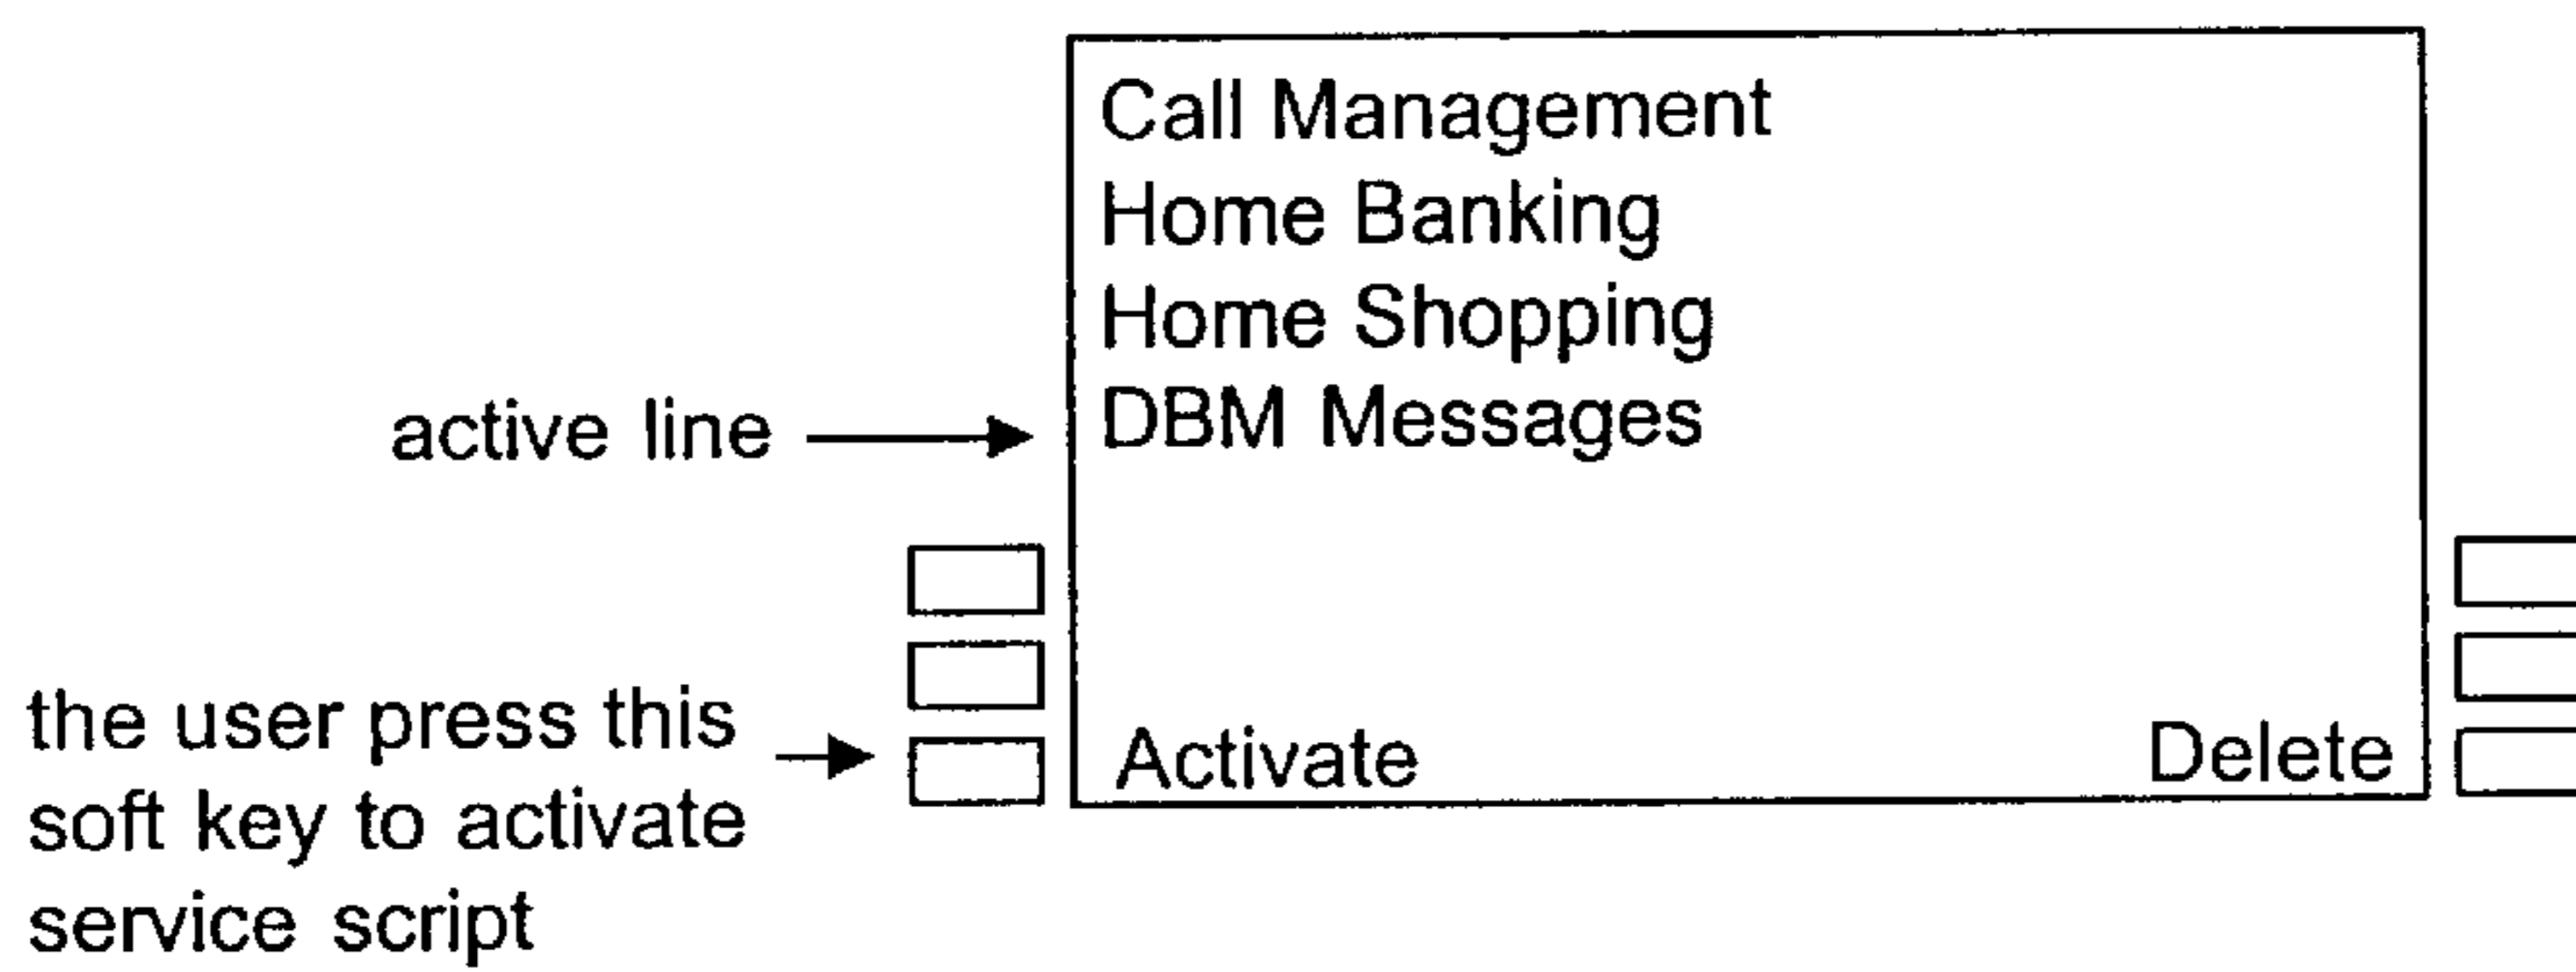 Call Management
Home Banking
Home Shopping
active line
DBM Messages
Activate
Delete
the user press this
soft key to activate
service script